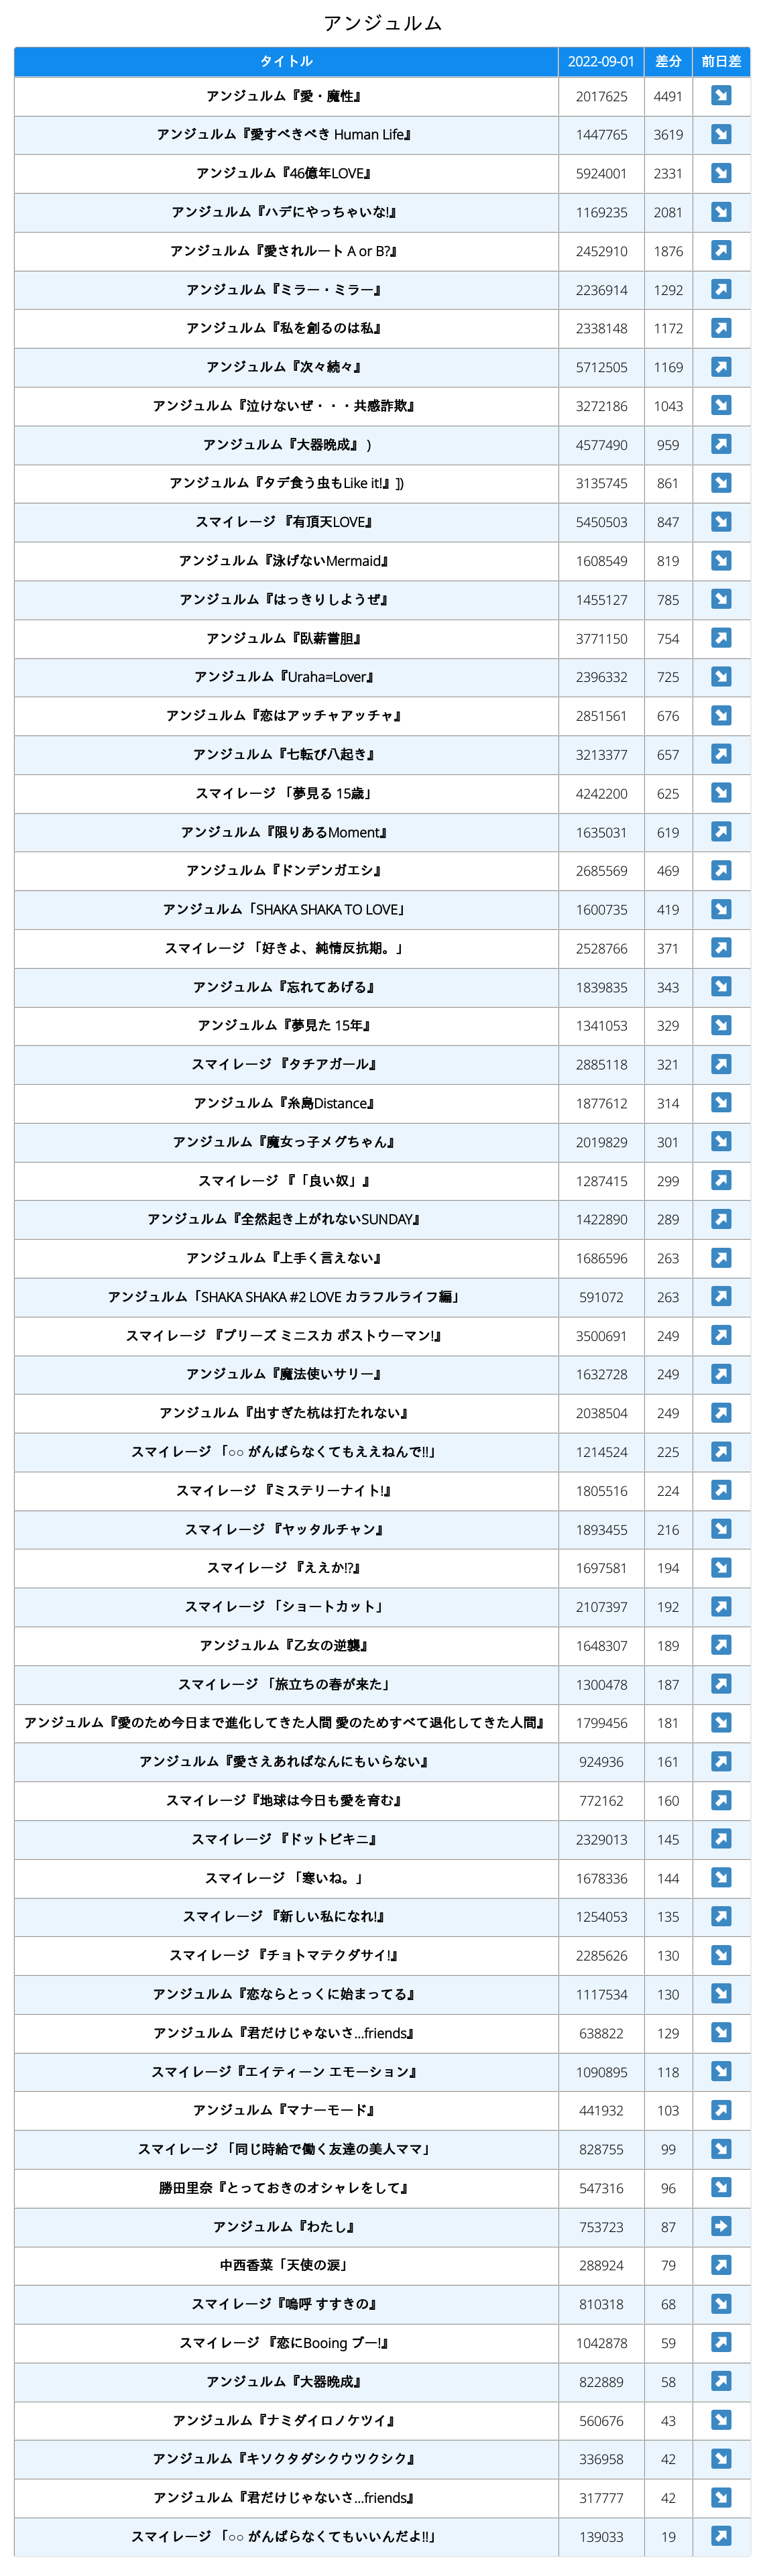 アンジュルム
タイトル 2022-09-01 差分 前日差
アンジュルム『愛・魔性』 2017625 4491 ↘
アンジュルム『愛すべきべき Human Life』 1447765 3619 ↘
アンジュルム『46億年LOVE』 5924001 2331 ↘
アンジュルム『ハデにやっちゃいな!』 1169235 2081 ↘
アンジュルム『愛されルート A or B?』 2452910 1876 ↗
アンジュルム『ミラー・ミラー』 2236914 1292 ↗
アンジュルム『私を創るのは私』 2338148 1172 ↗
アンジュルム『次々続々』 5712505 1169 ↗
アンジュルム『泣けないぜ・・・共感詐欺』 3272186 1043 ↘
アンジュルム『大器晩成』 ) 4577490 959 ↗
アンジュルム『タデ食う虫もLike it!』]) 3135745 861 ↘
スマイレージ 『有頂天LOVE』 5450503 847 ↘
アンジュルム『泳げないMermaid』 1608549 819 ↘
アンジュルム『はっきりしようぜ』 1455127 785 ↘
アンジュルム『臥薪嘗胆』 3771150 754 ↗
アンジュルム『Uraha=Lover』 2396332 725 ↘
アンジュルム『恋はアッチャアッチャ』 2851561 676 ↘
アンジュルム『七転び八起き』 3213377 657 ↗
スマイレージ 「夢見る 15歳」 4242200 625 ↘
アンジュルム『限りあるMoment』 1635031 619 ↗
アンジュルム『ドンデンガエシ』 2685569 469 ↗
アンジュルム「SHAKA SHAKA TO LOVE」 1600735 419 ↘
スマイレージ 「好きよ、純情反抗期。」 2528766 371 ↗
アンジュルム『忘れてあげる』 1839835 343 ↘
アンジュルム『夢見た 15年』 1341053 329 ↘
スマイレージ 『タチアガール』 2885118 321 ↗
アンジュルム『糸島Distance』 1877612 314 ↘
アンジュルム『魔女っ子メグちゃん』 2019829 301 ↘
スマイレージ 『「良い奴」』 1287415 299 ↗
アンジュルム『全然起き上がれないSUNDAY』 1422890 289 ↗
アンジュルム『上手く言えない』 1686596 263 ↗
アンジュルム「SHAKA SHAKA #2 LOVE カラフルライフ編」 591072 263 ↗
スマイレージ 『プリーズ ミニスカ ポストウーマン!』 3500691 249 ↗
アンジュルム『魔法使いサリー』 1632728 249 ↗
アンジュルム『出すぎた杭は打たれない』 2038504 249 ↗
スマイレージ 「○○ がんばらなくてもええねんで!!」 1214524 225 ↗
スマイレージ 『ミステリーナイト!』 1805516 224 ↗
スマイレージ 『ヤッタルチャン』 1893455 216 ↘
スマイレージ 『ええか!?』 1697581 194 ↘
スマイレージ 「ショートカット」 2107397 192 ↗
アンジュルム『乙女の逆襲』 1648307 189 ↗
スマイレージ 「旅立ちの春が来た」 1300478 187 ↗
アンジュルム『愛のため今日まで進化してきた人間 愛のためすべて退化してきた人間』 1799456 181 ↘
アンジュルム『愛さえあればなんにもいらない』 924936 161 ↗
スマイレージ『地球は今日も愛を育む』 772162 160 ↗
スマイレージ 『ドットビキニ』 2329013 145 ↗
スマイレージ 「寒いね。」 1678336 144 ↘
スマイレージ 『新しい私になれ!』 1254053 135 ↗
スマイレージ 『チョトマテクダサイ!』 2285626 130 ↘
アンジュルム『恋ならとっくに始まってる』 1117534 130 ↘
アンジュルム『君だけじゃないさ...friends』 638822 129 ↘
スマイレージ『エイティーン エモーション』 1090895 118 ↘
アンジュルム『マナーモード』 441932 103 ↗
スマイレージ 「同じ時給で働く友達の美人ママ」 828755 99 ↘
勝田里奈『とっておきのオシャレをして』 547316 96 ↘
アンジュルム『わたし』 753723 87 ➡
中西香菜「天使の涙」 288924 79 ↗
スマイレージ『嗚呼 すすきの』 810318 68 ↘
スマイレージ 『恋にBooing ブー!』 1042878 59 ↗
アンジュルム『大器晩成』 822889 58 ↗
アンジュルム『ナミダイロノケツイ』 560676 43 ↘
アンジュルム『キソクタダシクウツクシク』 336958 42 ↘
アンジュルム『君だけじゃないさ...friends』 317777 42 ↘
スマイレージ 「○○ がんばらなくてもいいんだよ!!」 139033 19 ↗